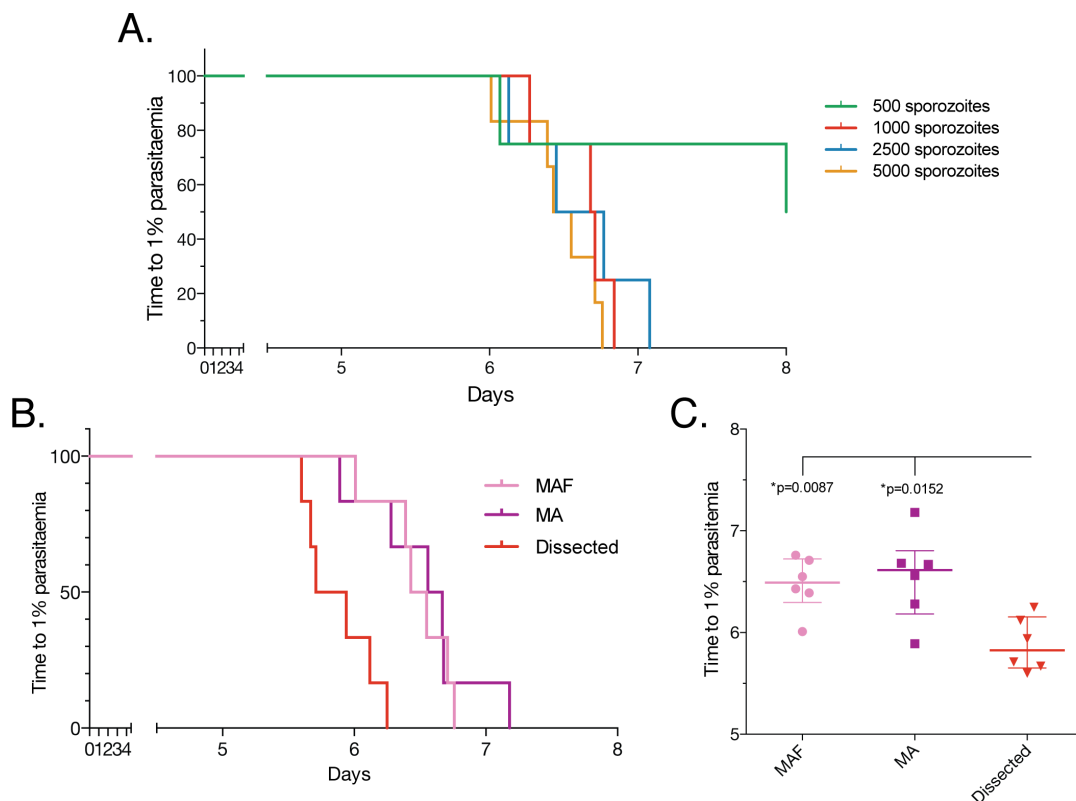 A.
Time to 1% parasitaemia
100
80
60
40
20
0
01234
5
6
7
8
Days
500 sporozoites
1000 sporozoites
2500 sporozoites
5000 sporozoites
B.
Time to 1% parasitaemia
100
50
0
01234
5
6
7
8
Days
MAF
MA
Dissected
C.
Time to 1% parasitemia
8
7
6
5
*p=0.0087
*p=0.0152
MAF
MA
Dissected